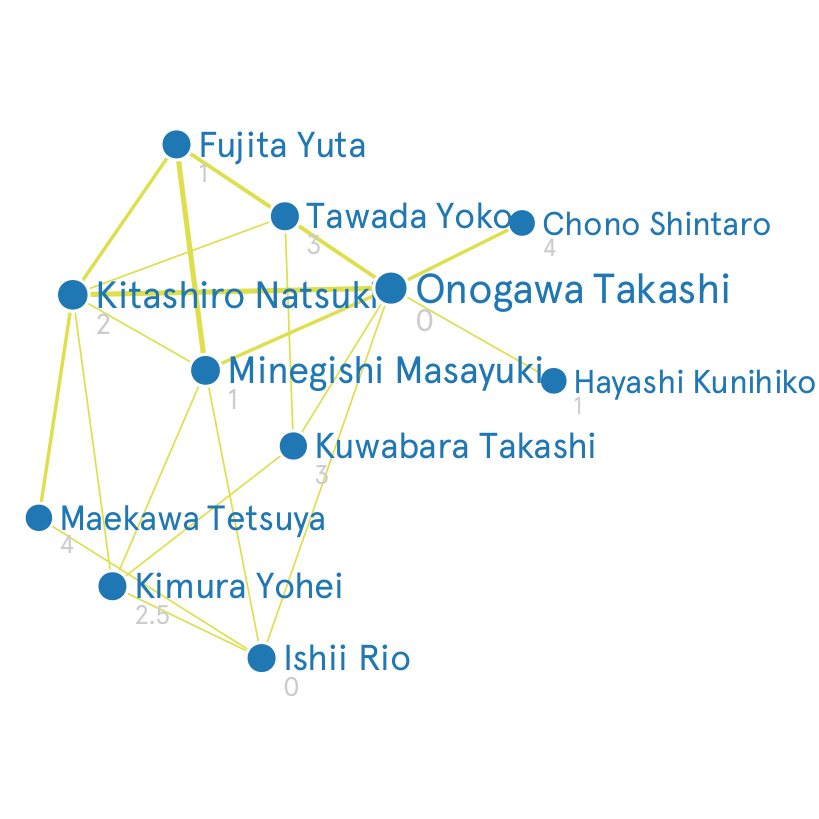 Fujita Yuta
1
Tawada Yoko
3
Chono Shintaro
4
Onogawa Takashi
0
Kitashiro Natsuki
2
Minegishi Masayuki
1
Hayashi Kunihiko
1
Kuwabara Takashi
3
Maekawa Tetsuya
4
Kimura Yohei
2.5
Ishii Rio
0